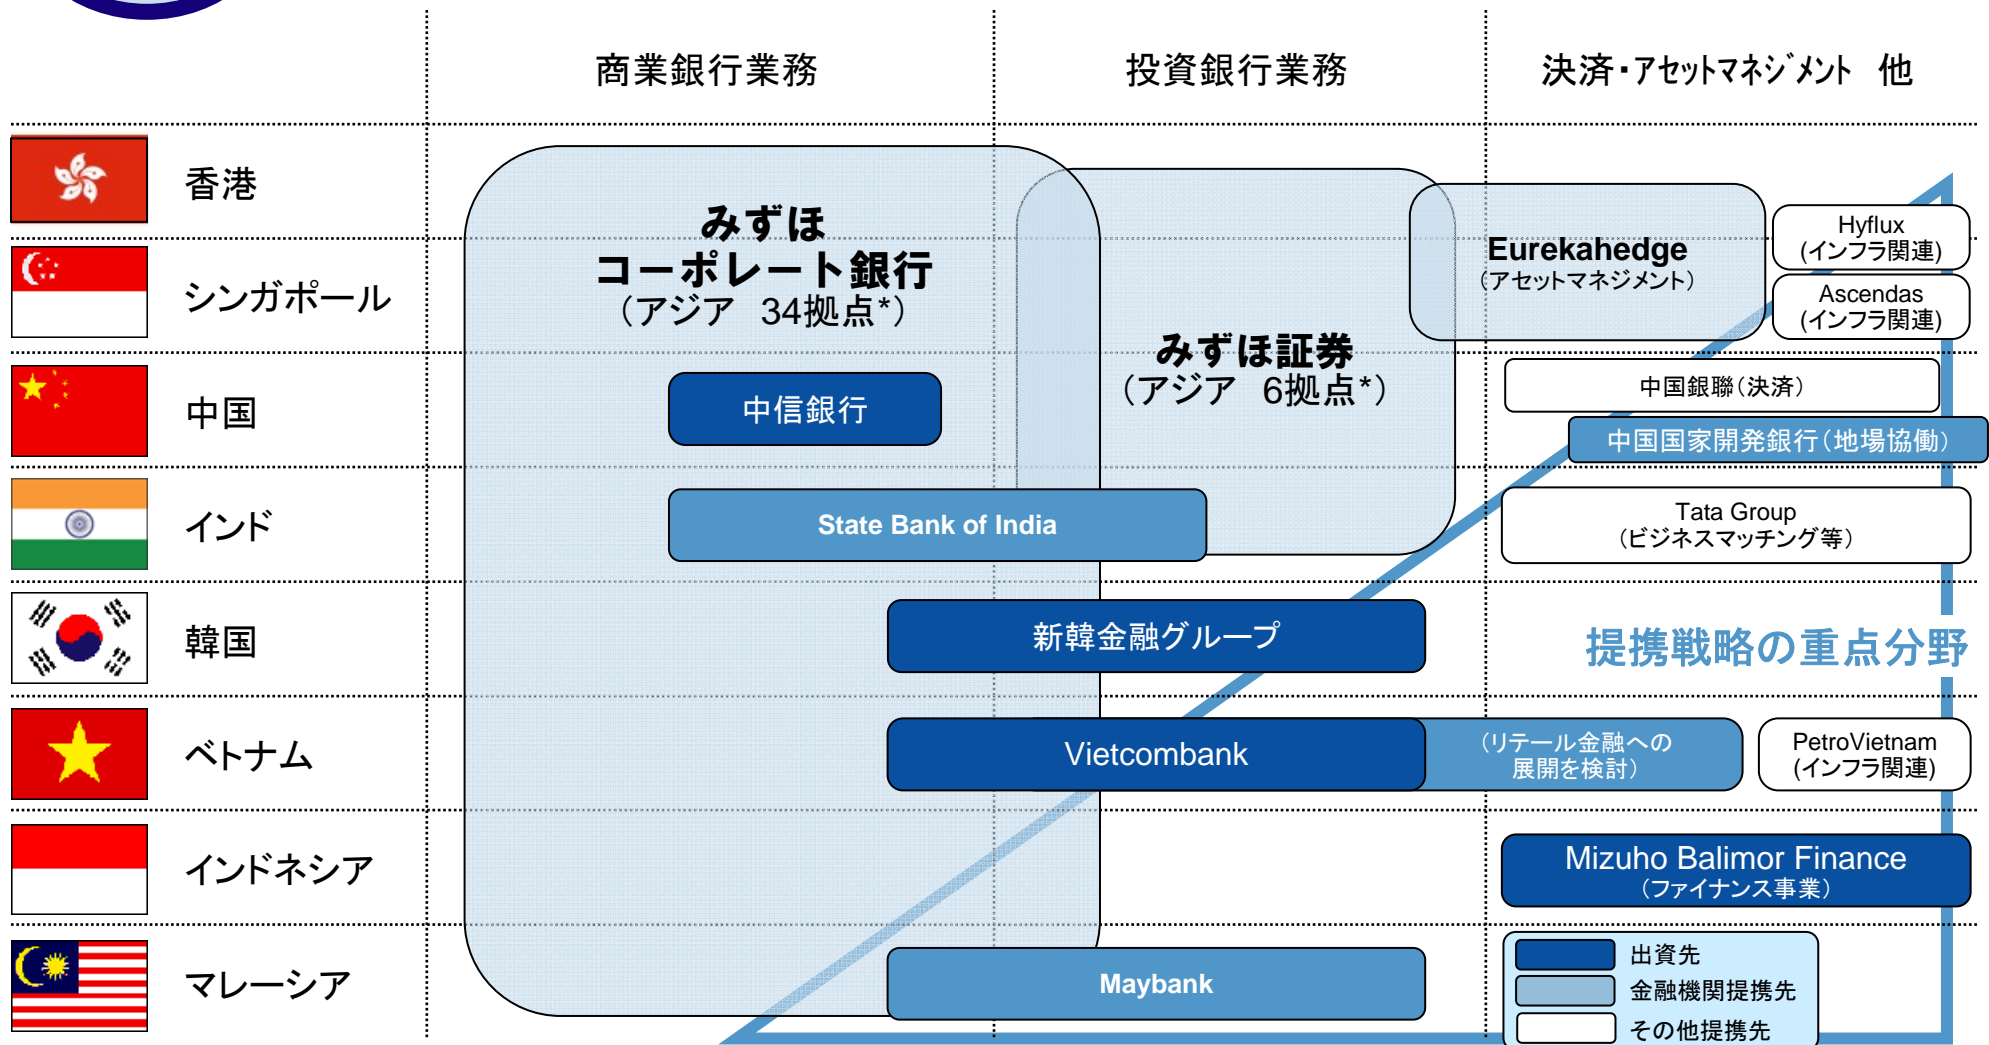 商業銀行業務
投資銀行業務
決済・アセットマネジメント 他
香港
シンガポール
中国
インド
韓国
ベトナム
インドネシア
マレーシア
みずほ
コーポレート銀行
（アジア 34拠点*）
みずほ証券
（アジア 6拠点*）
Eurekahedge
（アセットマネジメント）
Hyflux
(インフラ関連)
Ascendas
(インフラ関連)
中信銀行
中国銀聯（決済）
中国国家開発銀行（地場協働）
State Bank of India
Tata Group
（ビジネスマッチング等）
新韓金融グループ
提携戦略の重点分野
Vietcombank
（リテール金融への
展開を検討）
PetroVietnam
(インフラ関連)
Mizuho Balimor Finance
（ファイナンス事業）
Maybank
出資先
金融機関提携先
その他提携先